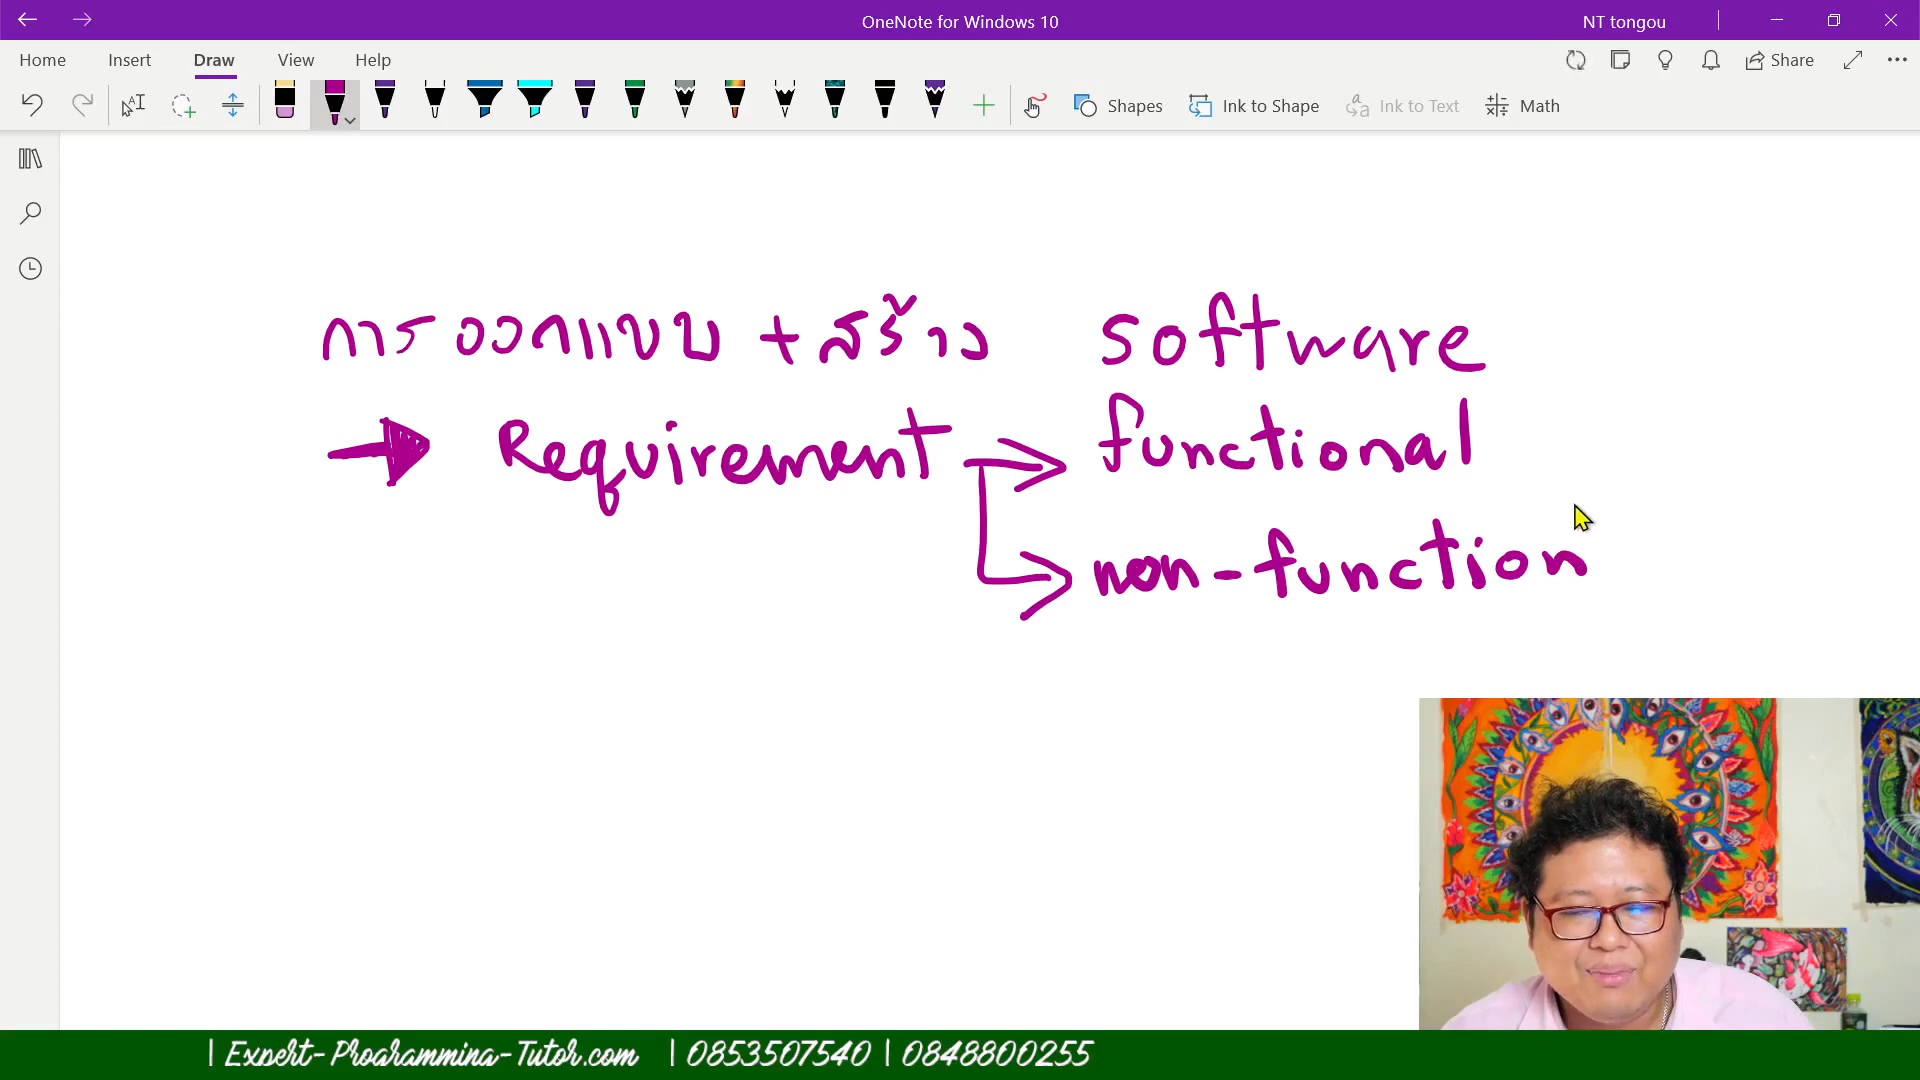 OneNote for Windows 10
NT tongou
Home Insert Draw View Help
Share
Shapes Ink to Shape Ink to Text Math
การออกแบบ + สร้าง software
Requirement functional
non-function
| Expert-Programming-Tutor.com | 0853507540 | 0848800255